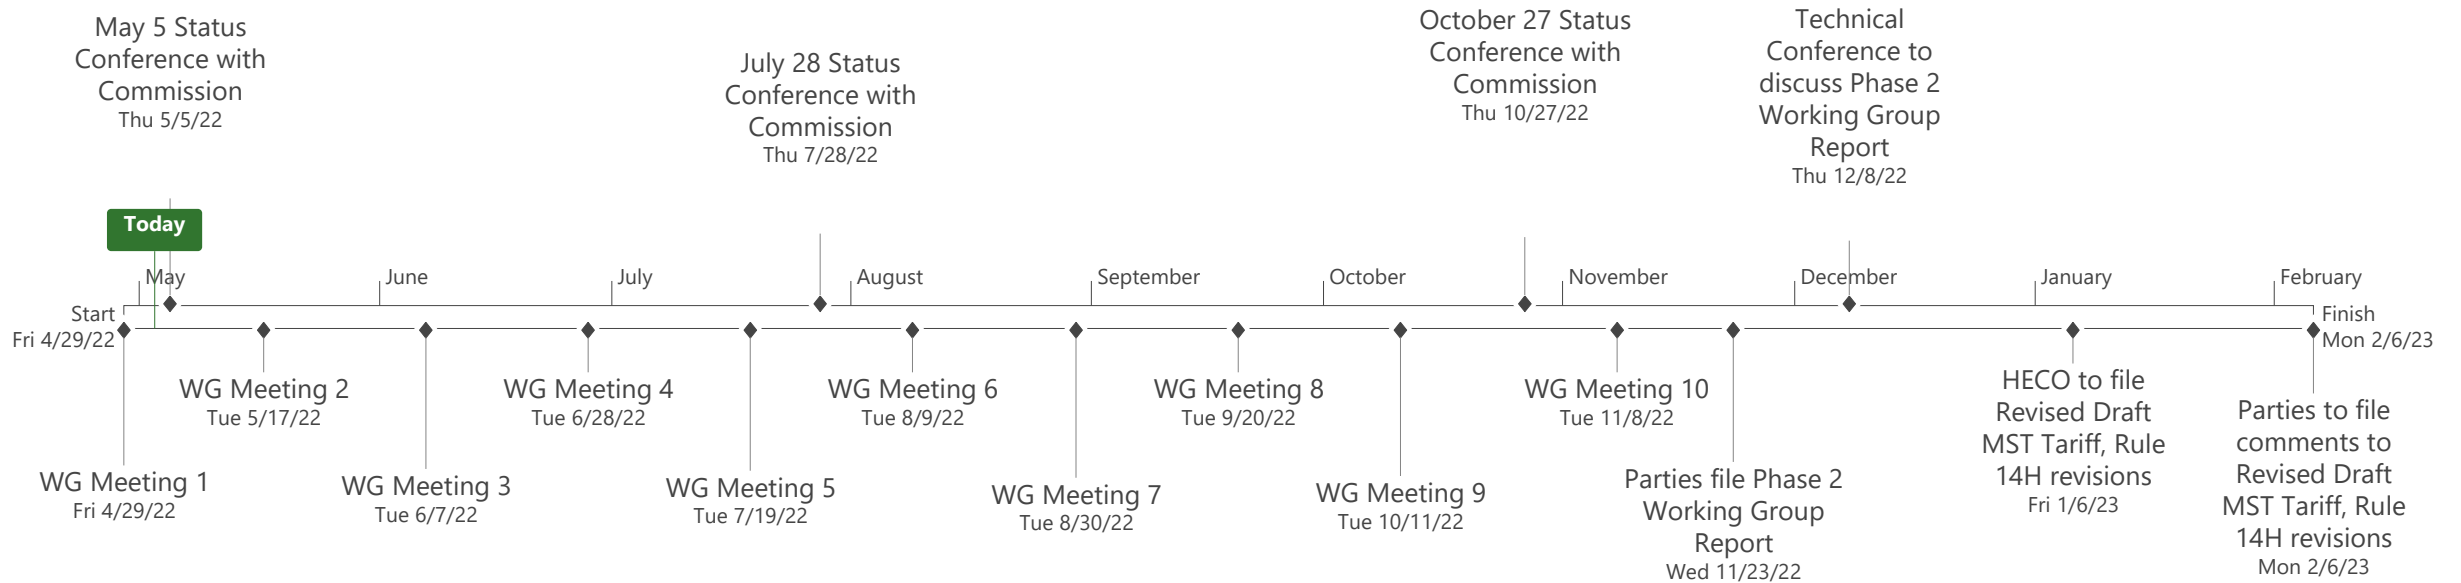 May 5 Status
Conference with
Commission
Thu 5/5/22
July 28 Status
Conference with
Commission
Thu 7/28/22
October 27 Status
Conference with
Commission
Thu 10/27/22
Technical
Conference to
discuss Phase 2
Working Group
Report
Thu 12/8/22
Today
May
June
July
August
September
October
November
December
January
February
Start
Fri 4/29/22
Finish
Mon 2/6/23
WG Meeting 1
Fri 4/29/22
WG Meeting 2
Tue 5/17/22
WG Meeting 3
Tue 6/7/22
WG Meeting 4
Tue 6/28/22
WG Meeting 5
Tue 7/19/22
WG Meeting 6
Tue 8/9/22
WG Meeting 7
Tue 8/30/22
WG Meeting 8
Tue 9/20/22
WG Meeting 9
Tue 10/11/22
WG Meeting 10
Tue 11/8/22
Parties file Phase 2
Working Group
Report
Wed 11/23/22
HECO to file
Revised Draft
MST Tariff, Rule
14H revisions
Fri 1/6/23
Parties to file
comments to
Revised Draft
MST Tariff, Rule
14H revisions
Mon 2/6/23